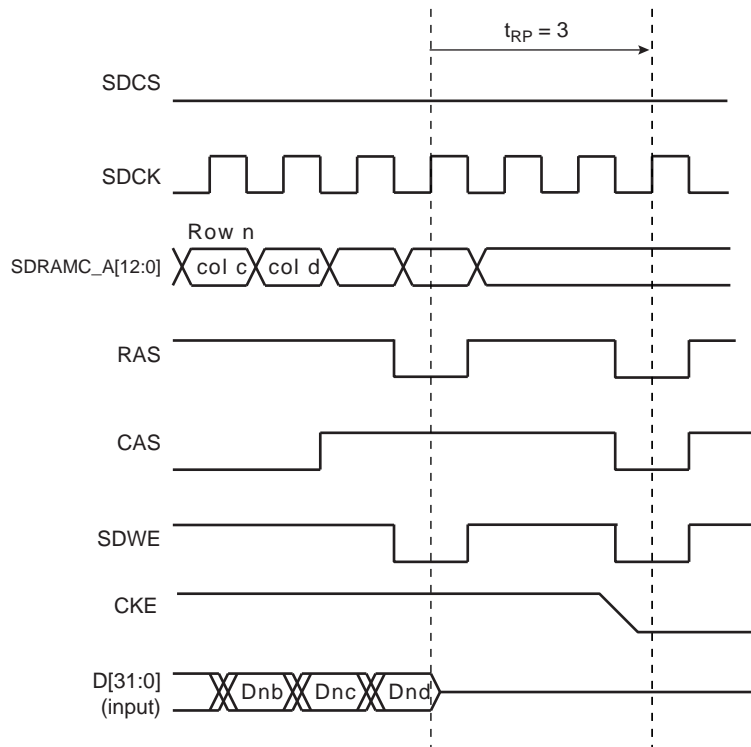 tRP = 3
SDCS
SDCK
Row n
SDRAMC_A[12:0]
col c col d
RAS
CAS
SDWE
CKE
D[31:0]
(input)
Dnb Dnc Dnd